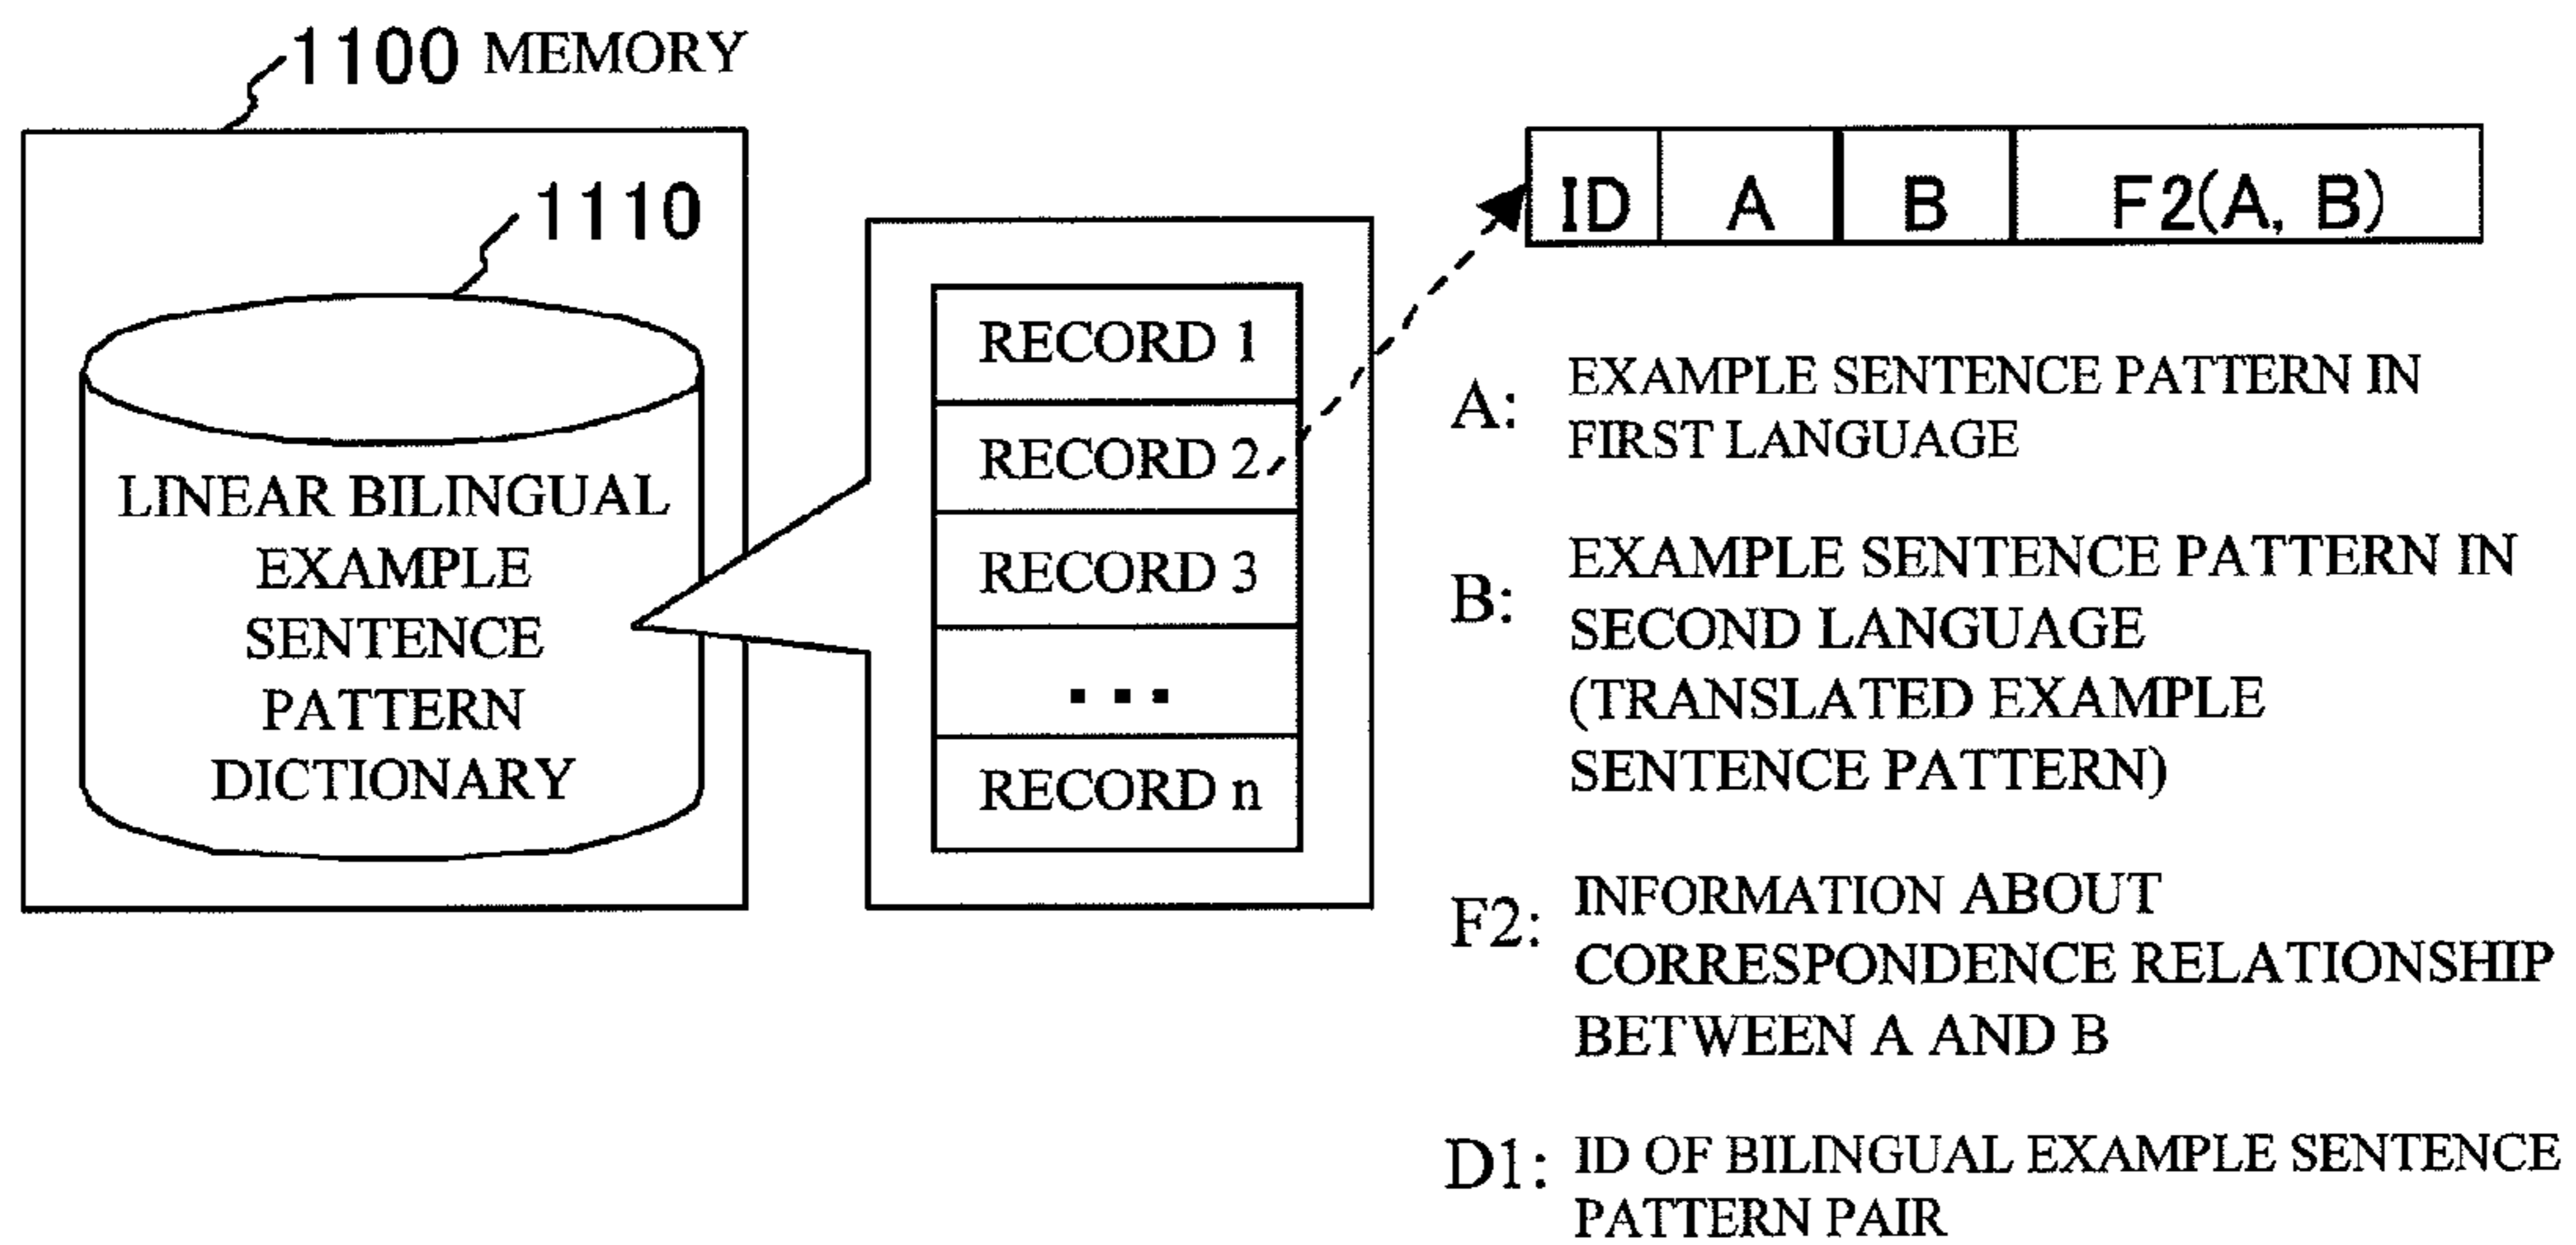 1100 MEMORY
1110
LINEAR BILINGUAL
EXAMPLE
SENTENCE
PATTERN
DICTIONARY
RECORD 1
RECORD 2
RECORD 3
...
RECORD n
ID A B F2(A, B)
A: EXAMPLE SENTENCE PATTERN IN
FIRST LANGUAGE
B: EXAMPLE SENTENCE PATTERN IN
SECOND LANGUAGE
(TRANSLATED EXAMPLE
SENTENCE PATTERN)
F2: INFORMATION ABOUT
CORRESPONDENCE RELATIONSHIP
BETWEEN A AND B
D1: ID OF BILINGUAL EXAMPLE SENTENCE
PATTERN PAIR